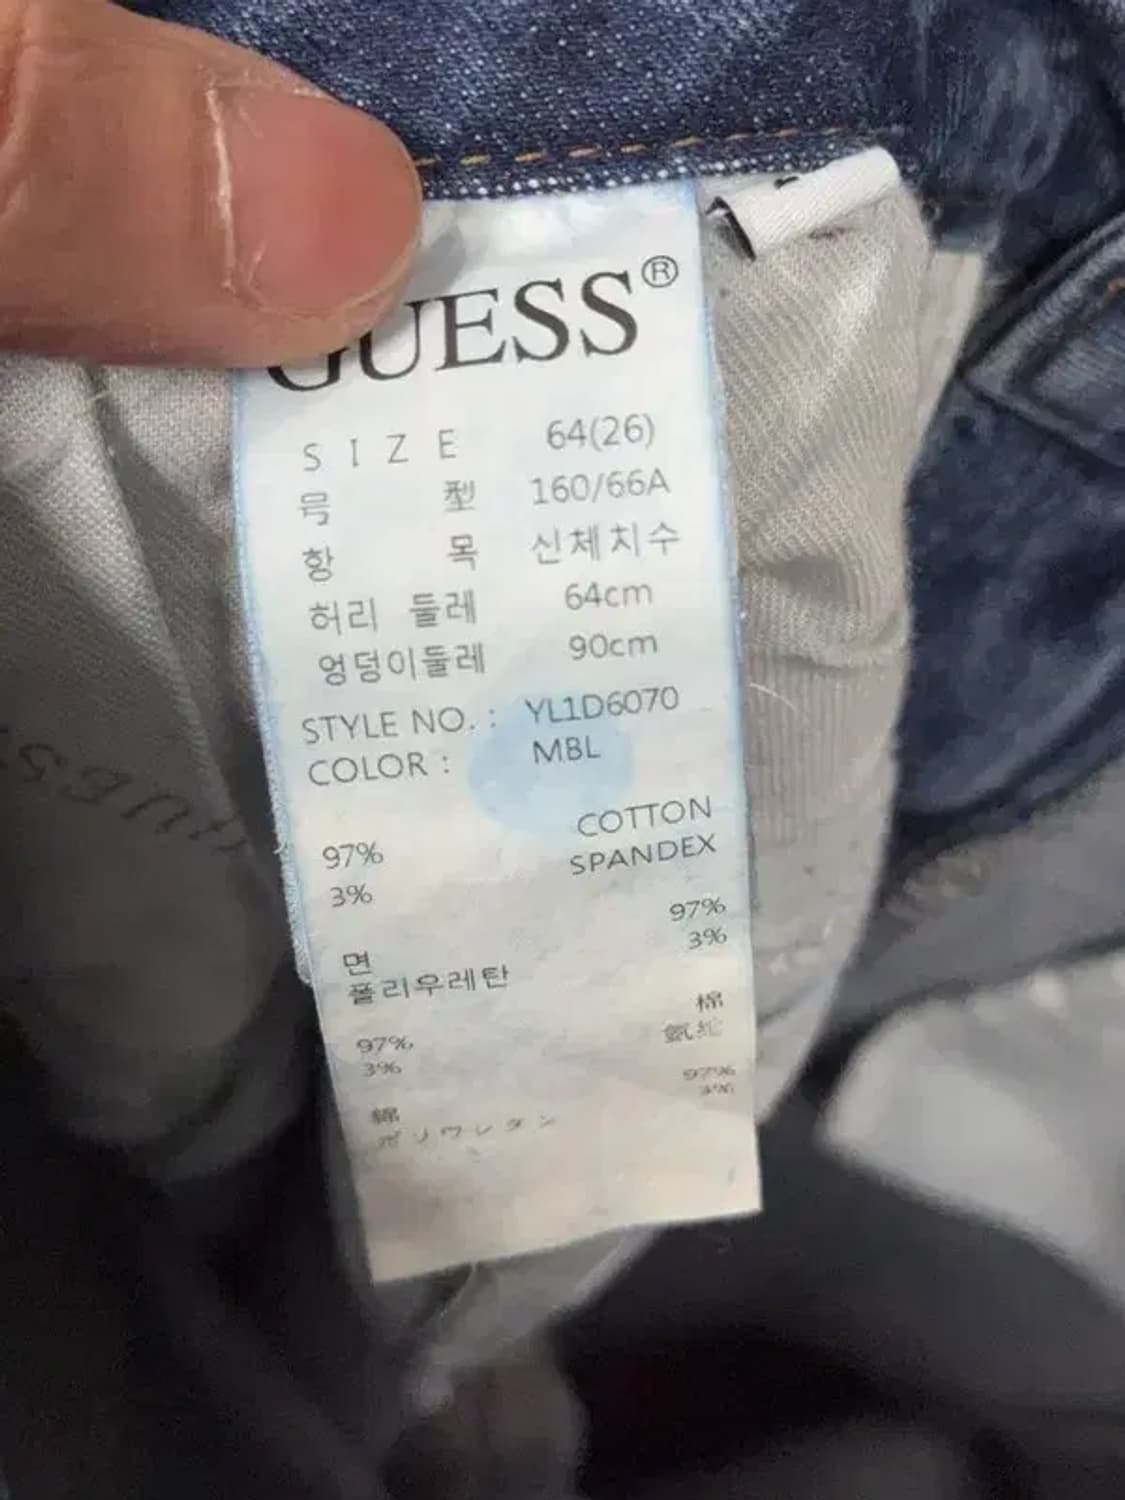 GUESS®
SIZE 64(26)
号型 160/66A
항목 신체치수
허리 둘레 64cm
엉덩이둘레 90cm
STYLE NO. : YL1D6070
COLOR : MBL
97% COTTON
3% SPANDEX
면 97%
폴리우레탄 3%
97% 棉
3% 氨纶
綿 97%
ポリウレタン 3%